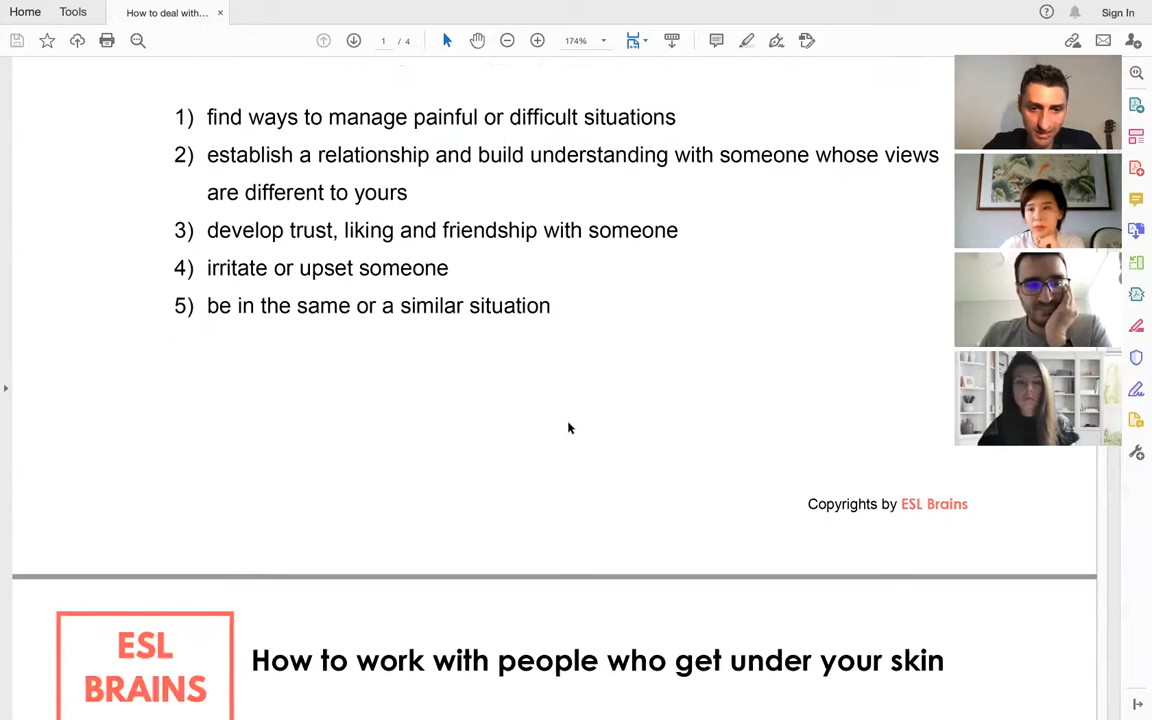 Home Tools How to deal with... × Sign In
1 / 4 174%
1) find ways to manage painful or difficult situations
2) establish a relationship and build understanding with someone whose views
are different to yours
3) develop trust, liking and friendship with someone
4) irritate or upset someone
5) be in the same or a similar situation
Copyrights by ESL Brains
ESL
BRAINS
How to work with people who get under your skin